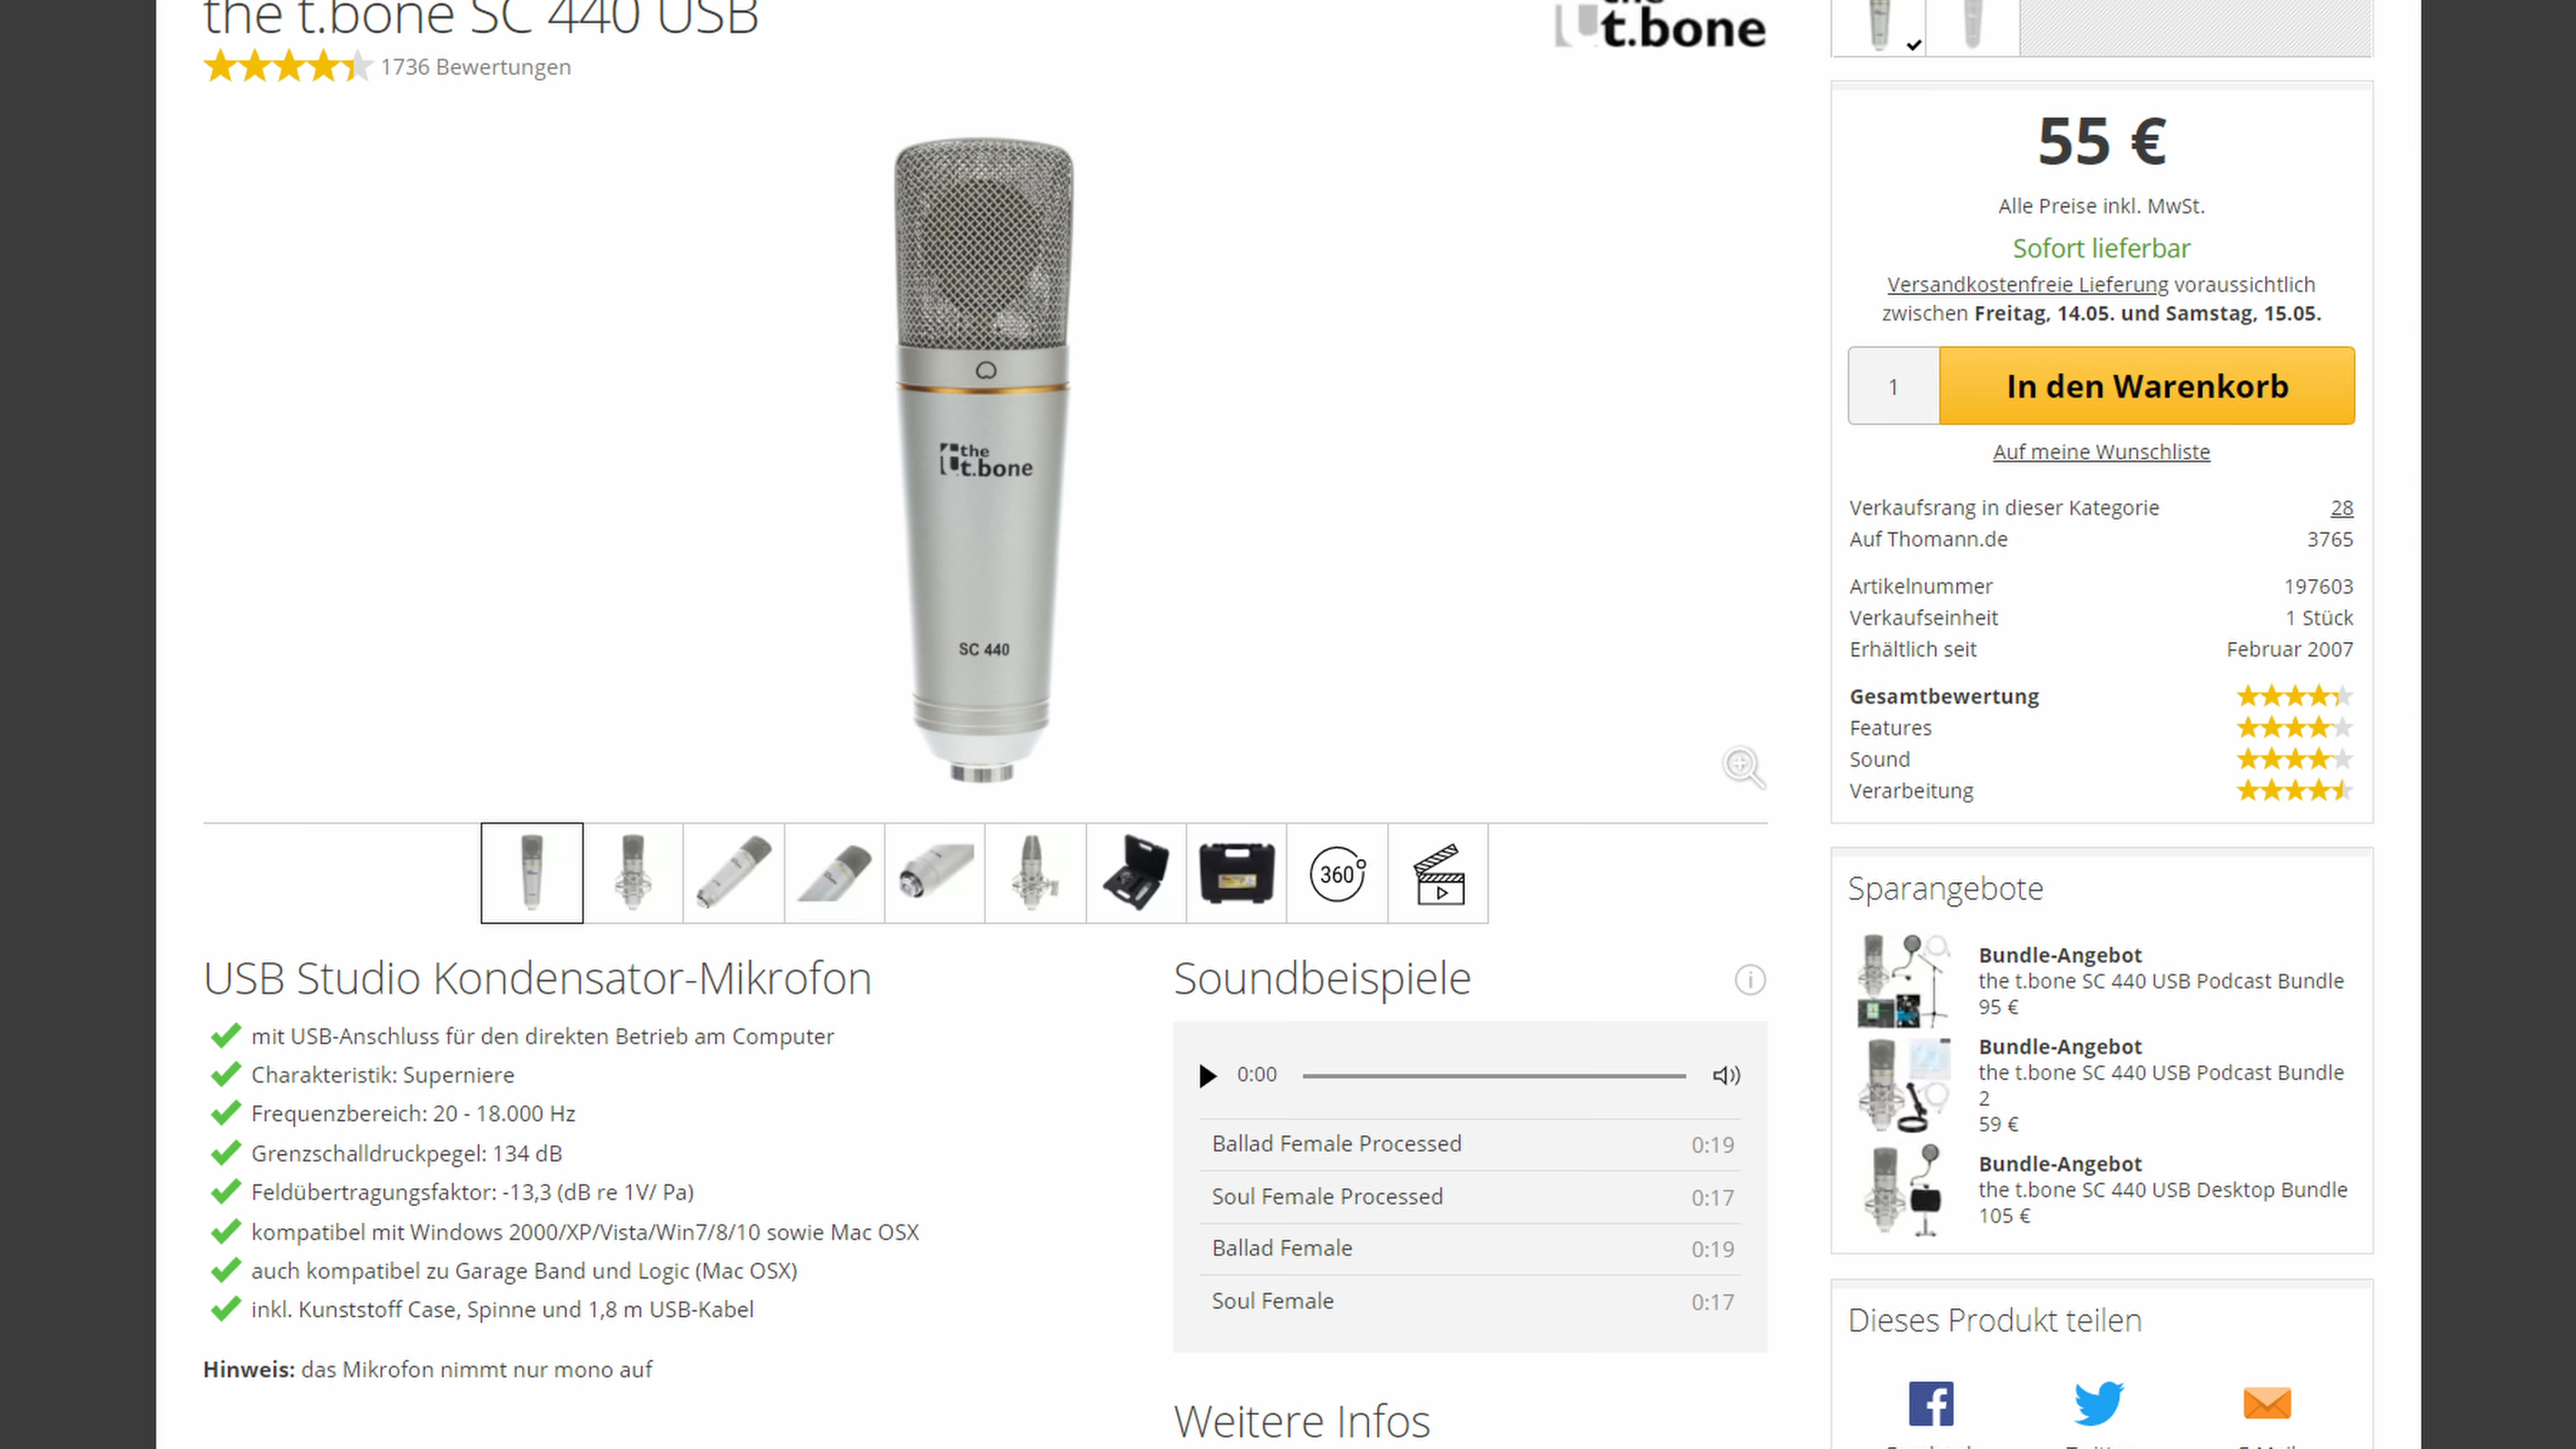 the t.bone SC 440 USB
1736 Bewertungen
the
t.bone
the
t.bone
SC 440
360°
USB Studio Kondensator-Mikrofon
mit USB-Anschluss für den direkten Betrieb am Computer
Charakteristik: Superniere
Frequenzbereich: 20 - 18.000 Hz
Grenzschalldruckpegel: 134 dB
Feldübertragungsfaktor: -13,3 (dB re 1V/ Pa)
kompatibel mit Windows 2000/XP/Vista/Win7/8/10 sowie Mac OSX
auch kompatibel zu Garage Band und Logic (Mac OSX)
inkl. Kunststoff Case, Spinne und 1,8 m USB-Kabel
Hinweis: das Mikrofon nimmt nur mono auf
Soundbeispiele
0:00
Ballad Female Processed 0:19
Soul Female Processed 0:17
Ballad Female 0:19
Soul Female 0:17
Weitere Infos
55 €
Alle Preise inkl. MwSt.
Sofort lieferbar
Versandkostenfreie Lieferung voraussichtlich
zwischen Freitag, 14.05. und Samstag, 15.05.
1 In den Warenkorb
Auf meine Wunschliste
Verkaufsrang in dieser Kategorie 28
Auf Thomann.de 3765
Artikelnummer 197603
Verkaufseinheit 1 Stück
Erhältlich seit Februar 2007
Gesamtbewertung
Features
Sound
Verarbeitung
Sparangebote
Bundle-Angebot
the t.bone SC 440 USB Podcast Bundle
95 €
Bundle-Angebot
the t.bone SC 440 USB Podcast Bundle
2
59 €
Bundle-Angebot
the t.bone SC 440 USB Desktop Bundle
105 €
Dieses Produkt teilen